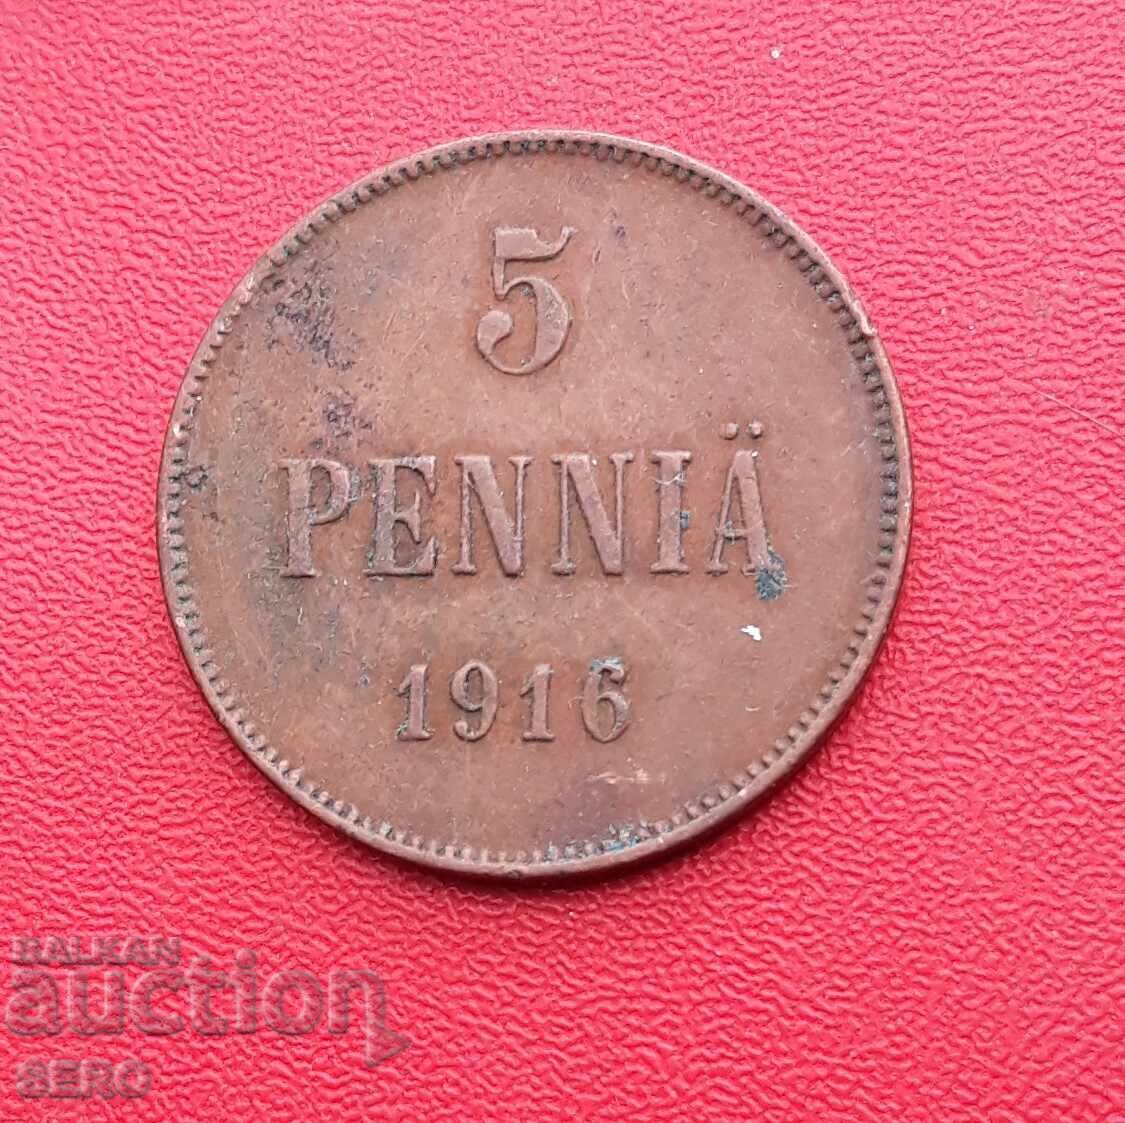 5
PENNIÄ
1916
BALKAN
auction
SERO